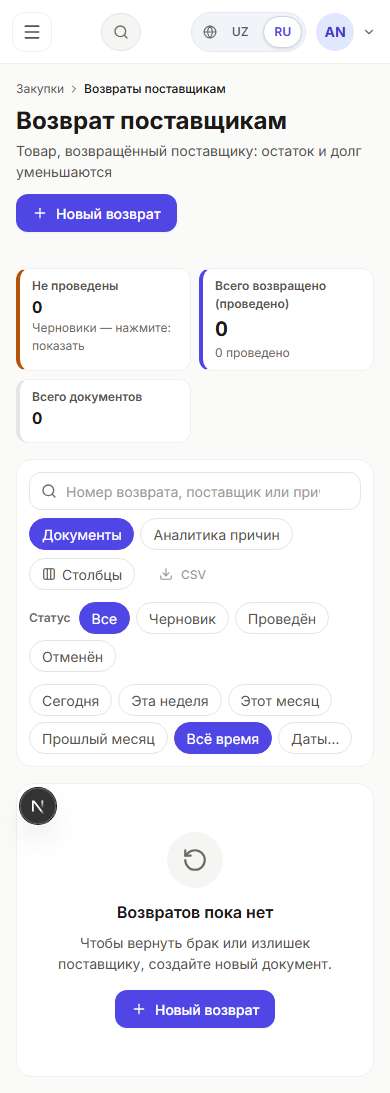 UZ RU AN
Закупки > Возвраты поставщикам
Возврат поставщикам
Товар, возвращённый поставщику: остаток и долг
уменьшаются
+ Новый возврат
Не проведены
0
Черновики — нажмите:
показать
Всего возвращено
(проведено)
0
0 проведено
Всего документов
0
Номер возврата, поставщик или при
Документы Аналитика причин
Столбцы CSV
Статус Все Черновик Проведён
Отменён
Сегодня Эта неделя Этот месяц
Прошлый месяц Всё время Даты...
N
Возвратов пока нет
Чтобы вернуть брак или излишек
поставщику, создайте новый документ.
+ Новый возврат